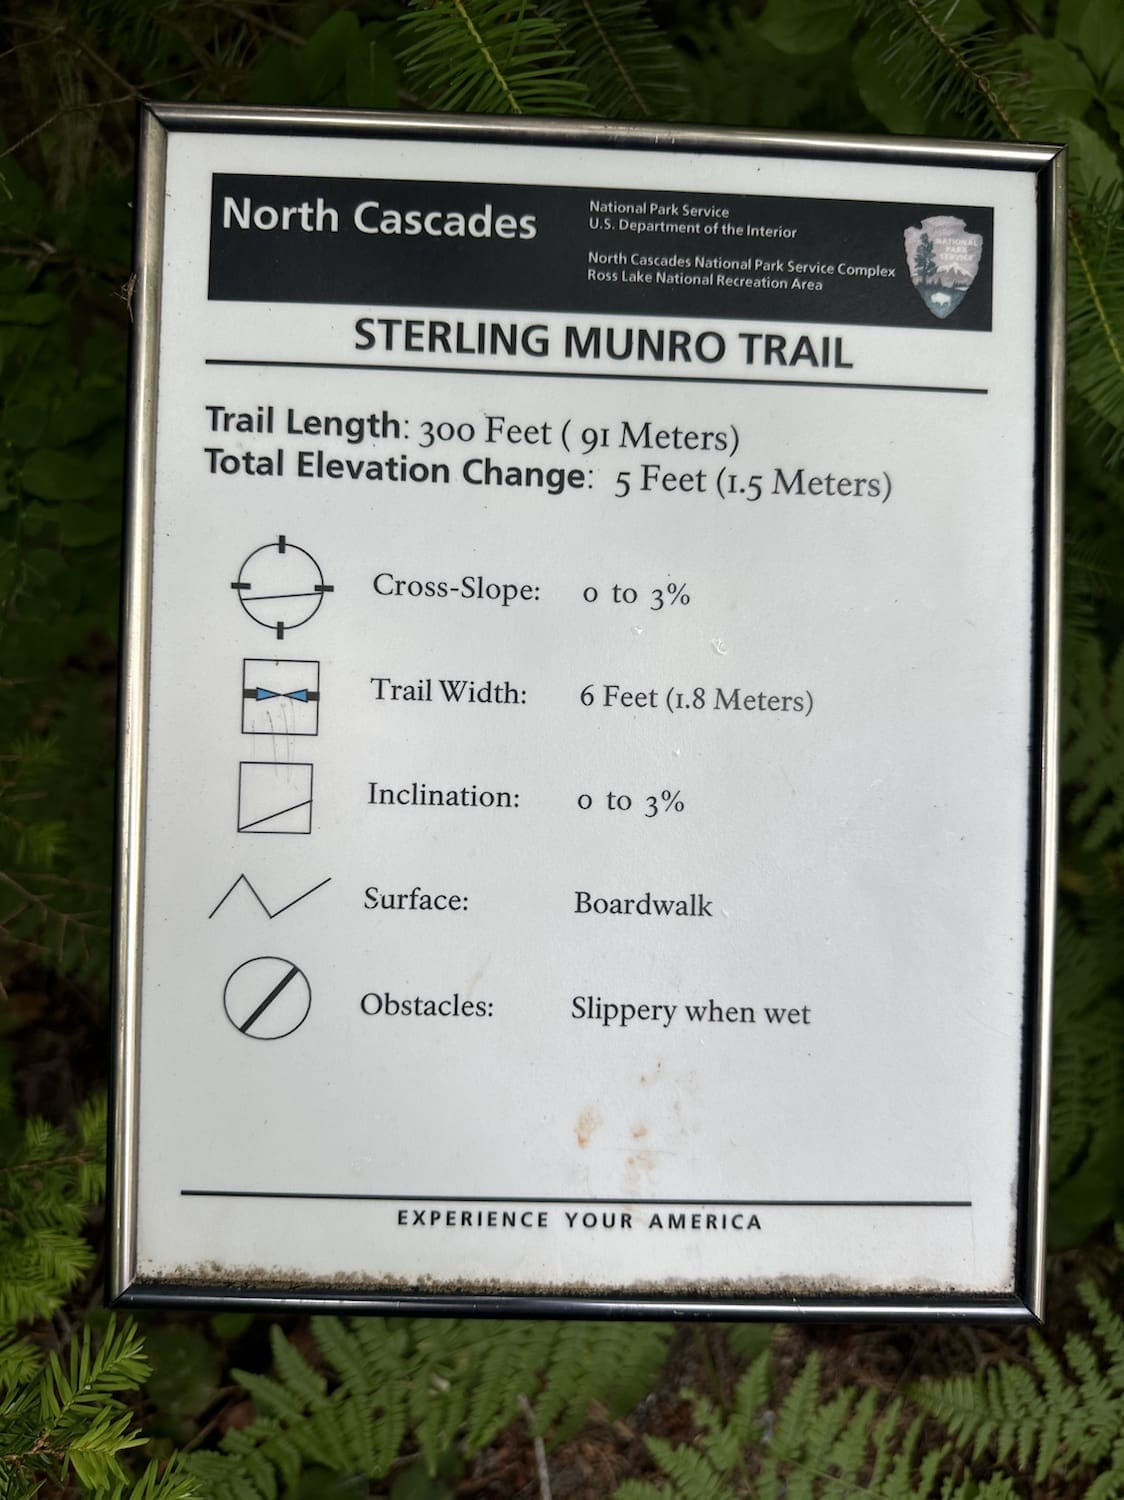 North Cascades
National Park Service
U.S. Department of the Interior
North Cascades National Park Service Complex
Ross Lake National Recreation Area
NATIONAL
PARK
SERVICE
STERLING MUNRO TRAIL
Trail Length: 300 Feet ( 91 Meters)
Total Elevation Change: 5 Feet (1.5 Meters)
Cross-Slope: 0 to 3%
Trail Width: 6 Feet (1.8 Meters)
Inclination: 0 to 3%
Surface: Boardwalk
Obstacles: Slippery when wet
EXPERIENCE YOUR AMERICA